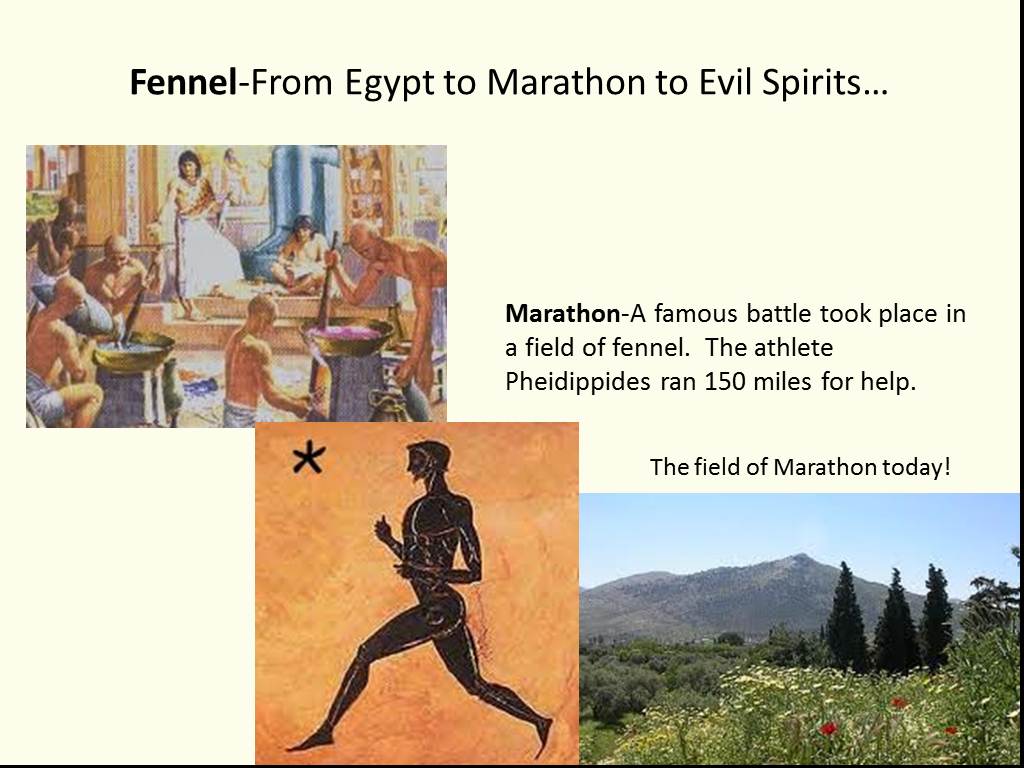 Fennel-From Egypt to Marathon to Evil Spirits…
Marathon-A famous battle took place in
a field of fennel.  The athlete
Pheidippides ran 150 miles for help.
*
The field of Marathon today!